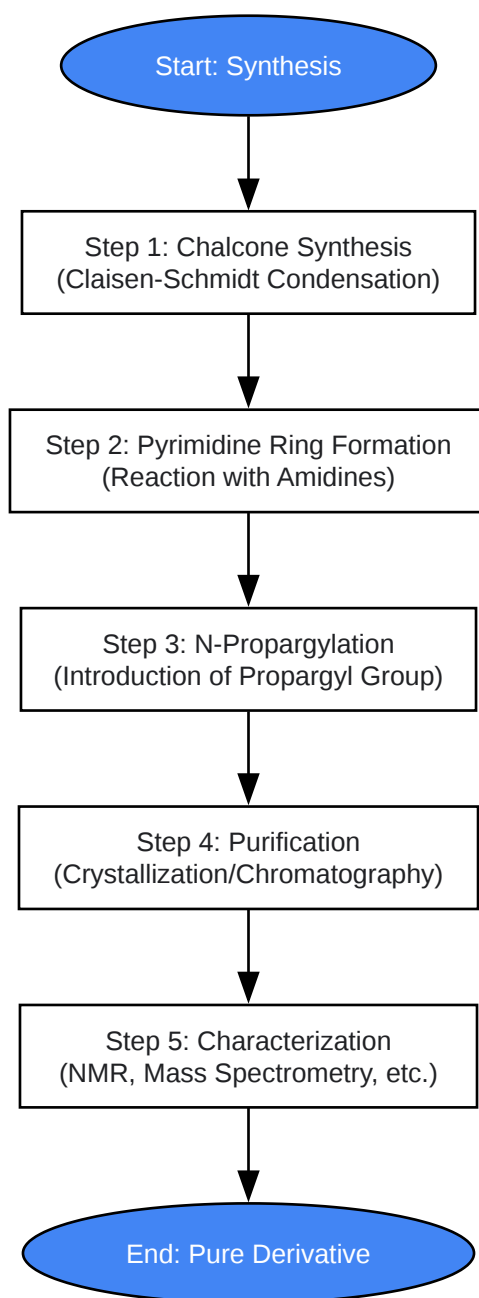 Start: Synthesis
Step 1: Chalcone Synthesis
(Claisen-Schmidt Condensation)
Step 2: Pyrimidine Ring Formation
(Reaction with Amidines)
Step 3: N-Propargylation
(Introduction of Propargyl Group)
Step 4: Purification
(Crystallization/Chromatography)
Step 5: Characterization
(NMR, Mass Spectrometry, etc.)
End: Pure Derivative